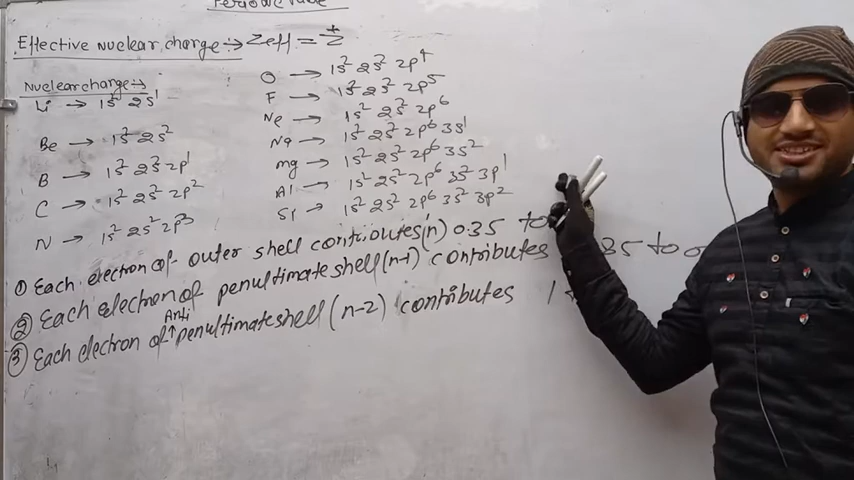 Periodic Table
Effective nuclear charge :→ Zeff = Z
Nuclear charge :→
Li → 1s² 2s¹
Be → 1s² 2s²
B → 1s² 2s² 2p¹
C → 1s² 2s² 2p²
N → 1s² 2s² 2p³
O → 1s² 2s² 2p⁴
F → 1s² 2s² 2p⁵
Ne → 1s² 2s² 2p⁶
Na → 1s² 2s² 2p⁶ 3s¹
mg → 1s² 2s² 2p⁶ 3s²
Al → 1s² 2s² 2p⁶ 3s² 3p¹
Si → 1s² 2s² 2p⁶ 3s² 3p²
① Each electron of outer shell contributes (n) 0.35 to
② Each electron of penultimate shell (n-1) contributes .85 to σ
③ Each electron of Anti penultimate shell (n-2) contributes 1